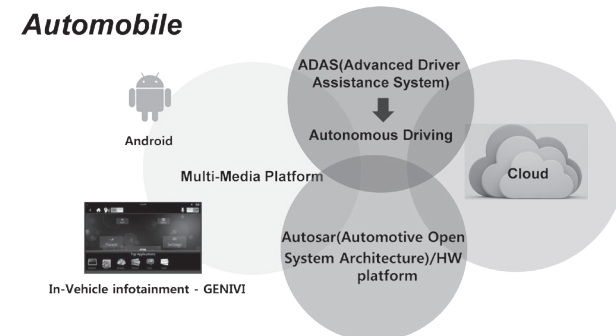 Automobile
ADAS(Advanced Driver
Assistance System)
Autonomous Driving
Android
Multi-Media Platform
Cloud
Autosar(Automotive Open
System Architecture)/HW
platform
In-Vehicle infotainment - GENIVI